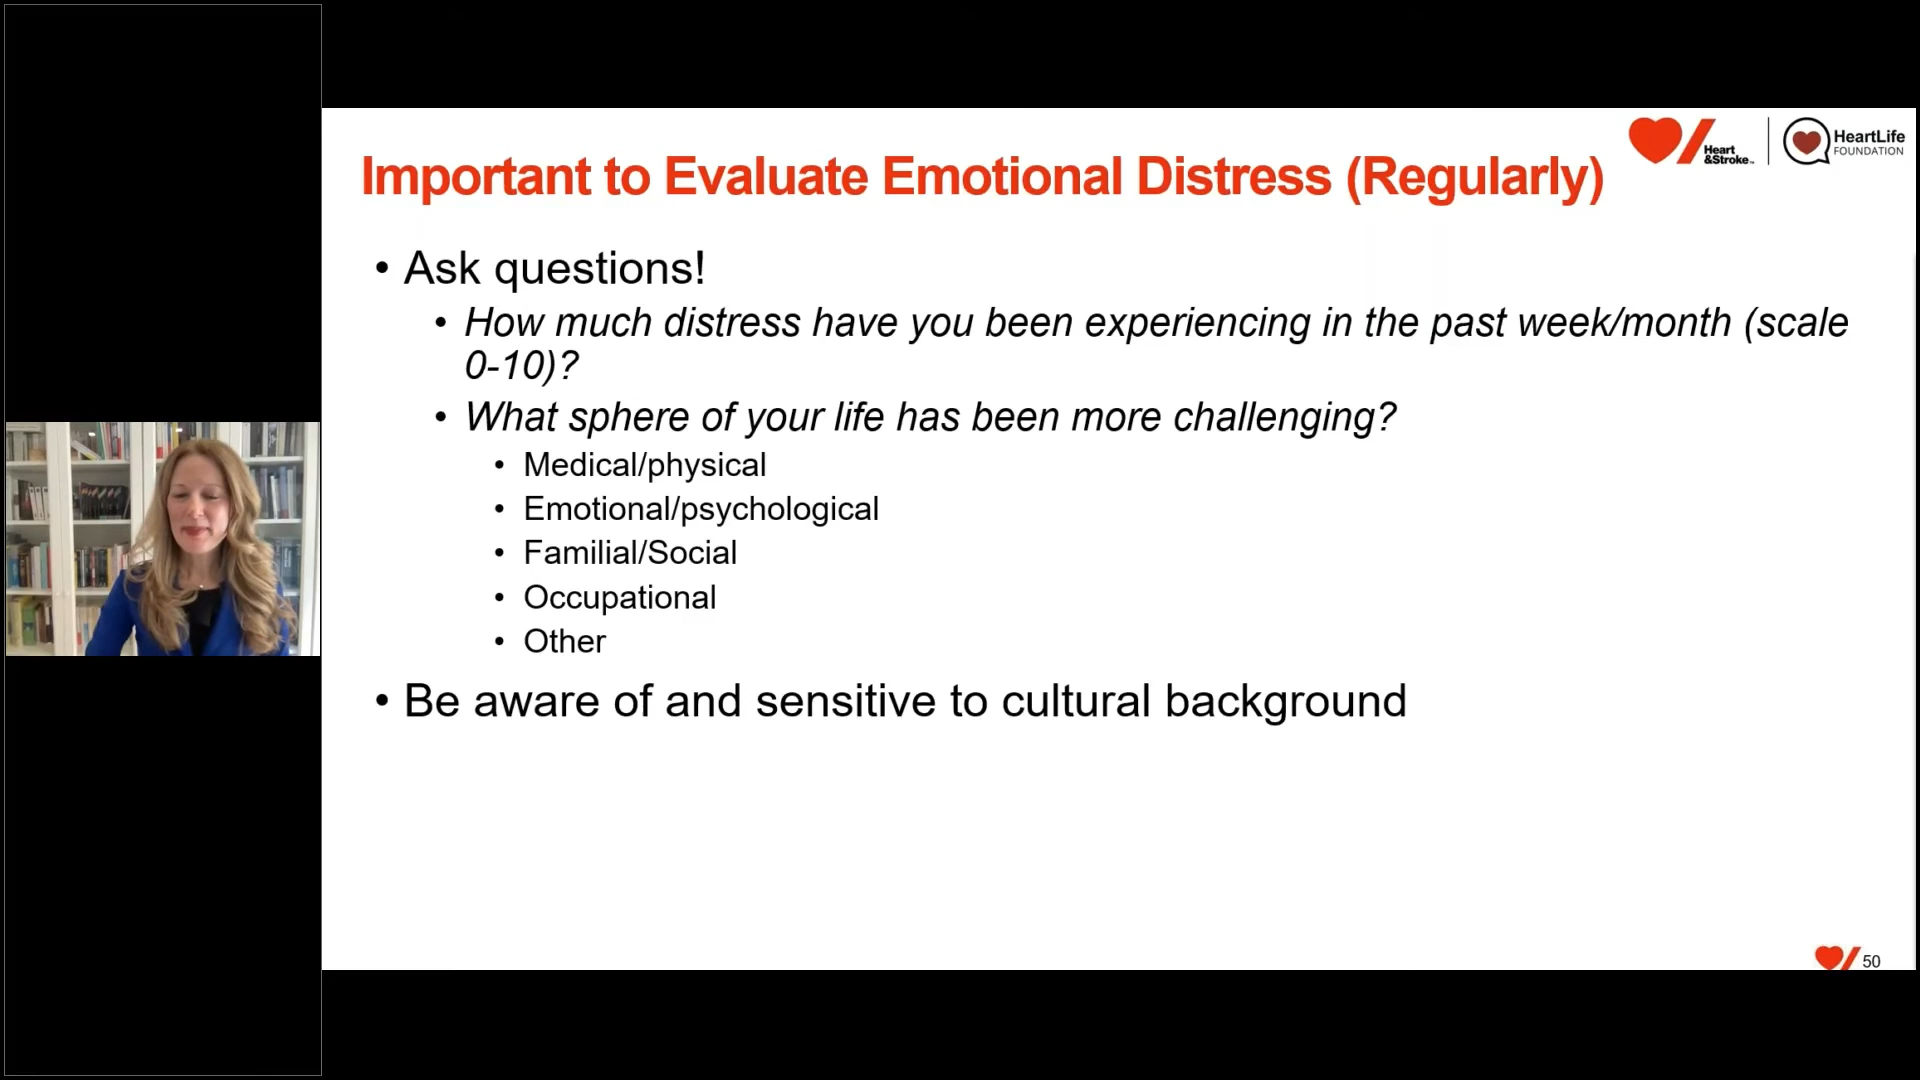 Important to Evaluate Emotional Distress (Regularly)
Heart
&Stroke™
HeartLife
FOUNDATION
• Ask questions!
• How much distress have you been experiencing in the past week/month (scale
0-10)?
• What sphere of your life has been more challenging?
• Medical/physical
• Emotional/psychological
• Familial/Social
• Occupational
• Other
• Be aware of and sensitive to cultural background
50